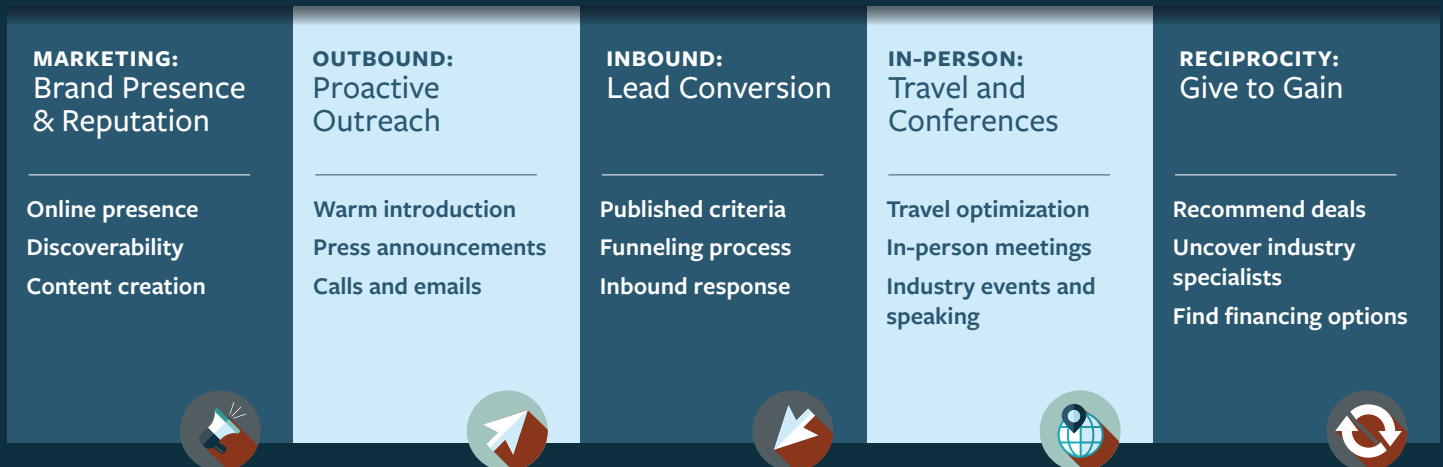 MARKETING:
Brand Presence
& Reputation
Online presence
Discoverability
Content creation
OUTBOUND:
Proactive
Outreach
Warm introduction
Press announcements
Calls and emails
INBOUND:
Lead Conversion
Published criteria
Funneling process
Inbound response
IN-PERSON:
Travel and
Conferences
Travel optimization
In-person meetings
Industry events and
speaking
RECIPROCITY:
Give to Gain
Recommend deals
Uncover industry
specialists
Find financing options